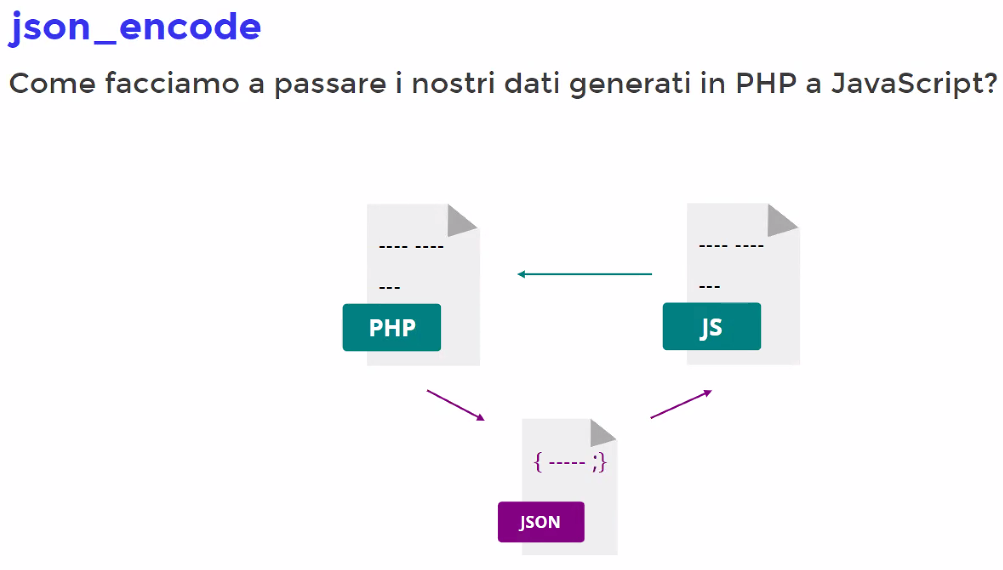 json_encode
Come facciamo a passare i nostri dati generati in PHP a JavaScript?
---- ----
---
PHP
---- ----
---
JS
{ ----- ;}
JSON